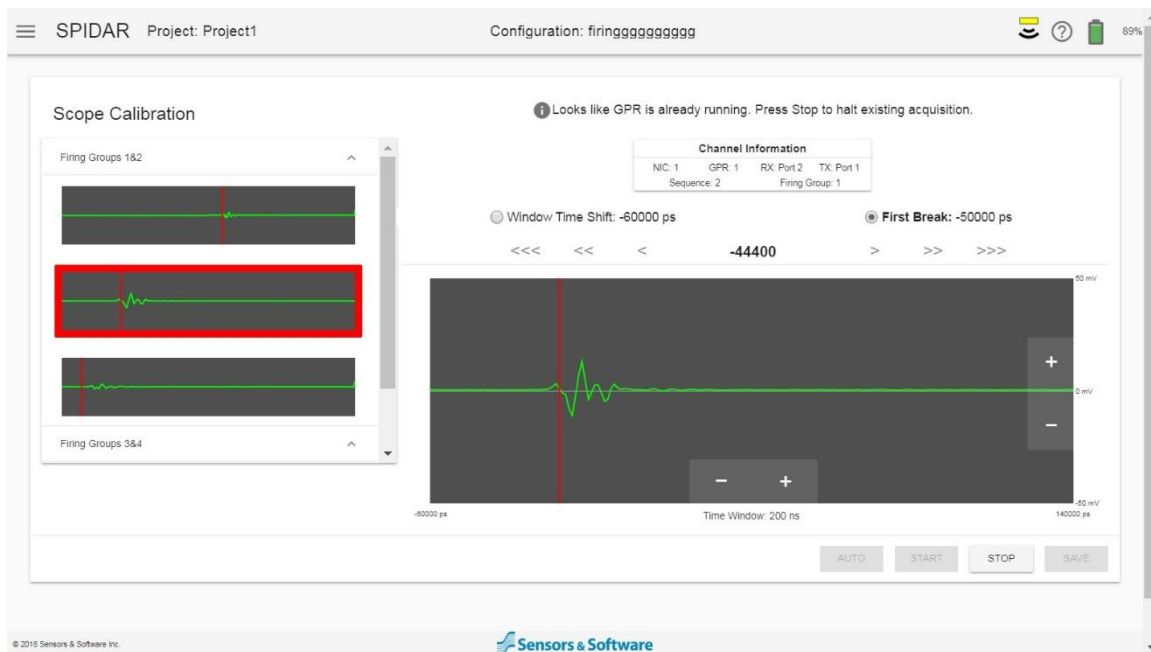 SPIDAR Project: Project1 Configuration: firingggggggggg 89%
Scope Calibration
Firing Groups 1&2
Firing Groups 3&4
Looks like GPR is already running. Press Stop to halt existing acquisition.
Channel Information
NIC: 1 GPR: 1 RX: Port 2 TX: Port 1
Sequence: 2 Firing Group: 1
Window Time Shift: -60000 ps First Break: -50000 ps
<<< << < -44400 > >> >>>
50 mV
+
0 mV
−
− +
-50 mV
-60000 ps Time Window: 200 ns 140000 ps
AUTO START STOP SAVE
© 2018 Sensors & Software Inc. Sensors & Software